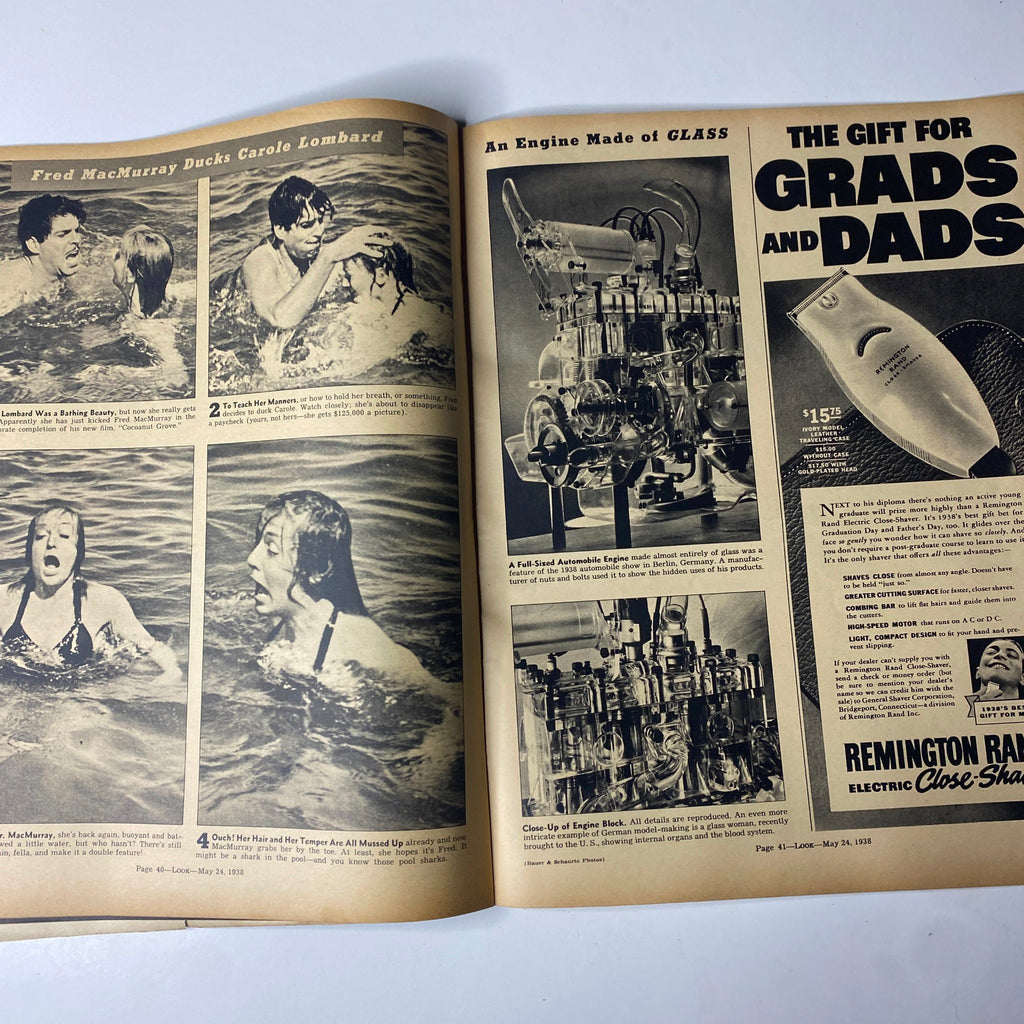 Fred MacMurray Ducks Carole Lombard
Lombard Was a Bathing Beauty, but now she really gets
Apparently she has just kicked Fred MacMurray in the
orate completion of his new film, "Cocoanut Grove."
2 To Teach Her Manners, or how to hold her breath, or something, Fred
decides to duck Carole. Watch closely; she's about to disappear like
a paycheck (yours, not hers—she gets $125,000 a picture).
r. MacMurray, she's back again, buoyant and bat-
wed a little water, but who hasn't? There's still
in, fella, and make it a double feature!
4 Ouch! Her Hair and Her Temper Are All Mussed Up already and now
MacMurray grabs her by the toe. At least, she hopes it's Fred. It
might be a shark in the pool—and you know those pool sharks.
Page 40—LOOK—May 24, 1938
An Engine Made of GLASS
A Full-Sized Automobile Engine made almost entirely of glass was a
feature of the 1938 automobile show in Berlin, Germany. A manufac-
turer of nuts and bolts used it to show the hidden uses of his products.
Close-Up of Engine Block. All details are reproduced. An even more
intricate example of German model-making is a glass woman, recently
brought to the U. S., showing internal organs and the blood system.
(Bauer & Schaurtz Photos)
Page 41—LOOK—May 24, 1938
THE GIFT FOR
GRADS
AND DADS
REMINGTON
RAND
CLOSE-SHAVER
$15.75
IVORY MODEL
LEATHER
TRAVELING CASE
$15.00
WITHOUT CASE
$17.50 WITH
GOLD-PLATED HEAD
NEXT to his diploma there's nothing an active young
graduate will prize more highly than a Remington
Rand Electric Close-Shaver. It's 1938's best gift bet for
Graduation Day and Father's Day, too. It glides over the
face so gently you wonder how it can shave so closely. And
you don't require a post-graduate course to learn to use it.
It's the only shaver that offers all these advantages:—
SHAVES CLOSE from almost any angle. Doesn't have
to be held "just so."
GREATER CUTTING SURFACE for faster, closer shaves.
COMBING BAR to lift flat hairs and guide them into
the cutters.
HIGH-SPEED MOTOR that runs on A C or D C.
LIGHT, COMPACT DESIGN to fit your hand and pre-
vent slipping.
If your dealer can't supply you with
a Remington Rand Close-Shaver,
send a check or money order (but
be sure to mention your dealer's
name so we can credit him with the
sale) to General Shaver Corporation,
Bridgeport, Connecticut—a division
of Remington Rand Inc.
1938'S BES
GIFT FOR M
REMINGTON RAN
ELECTRIC Close-Sha